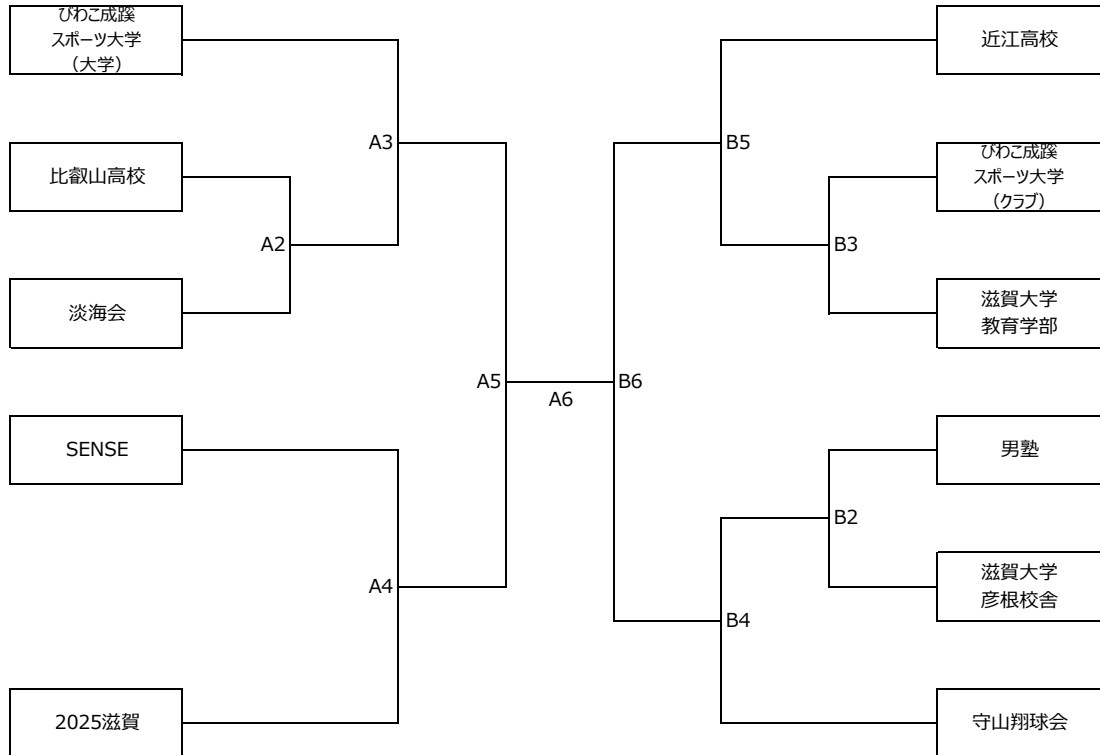 びわこ成蹊
スポーツ大学
（大学）
近江高校
A3
B5
比叡山高校
びわこ成蹊
スポーツ大学
（クラブ）
A2
B3
淡海会
滋賀大学
教育学部
A5
A6
B6
SENSE
男塾
B2
A4
滋賀大学
彦根校舎
B4
2025滋賀
守山翔球会